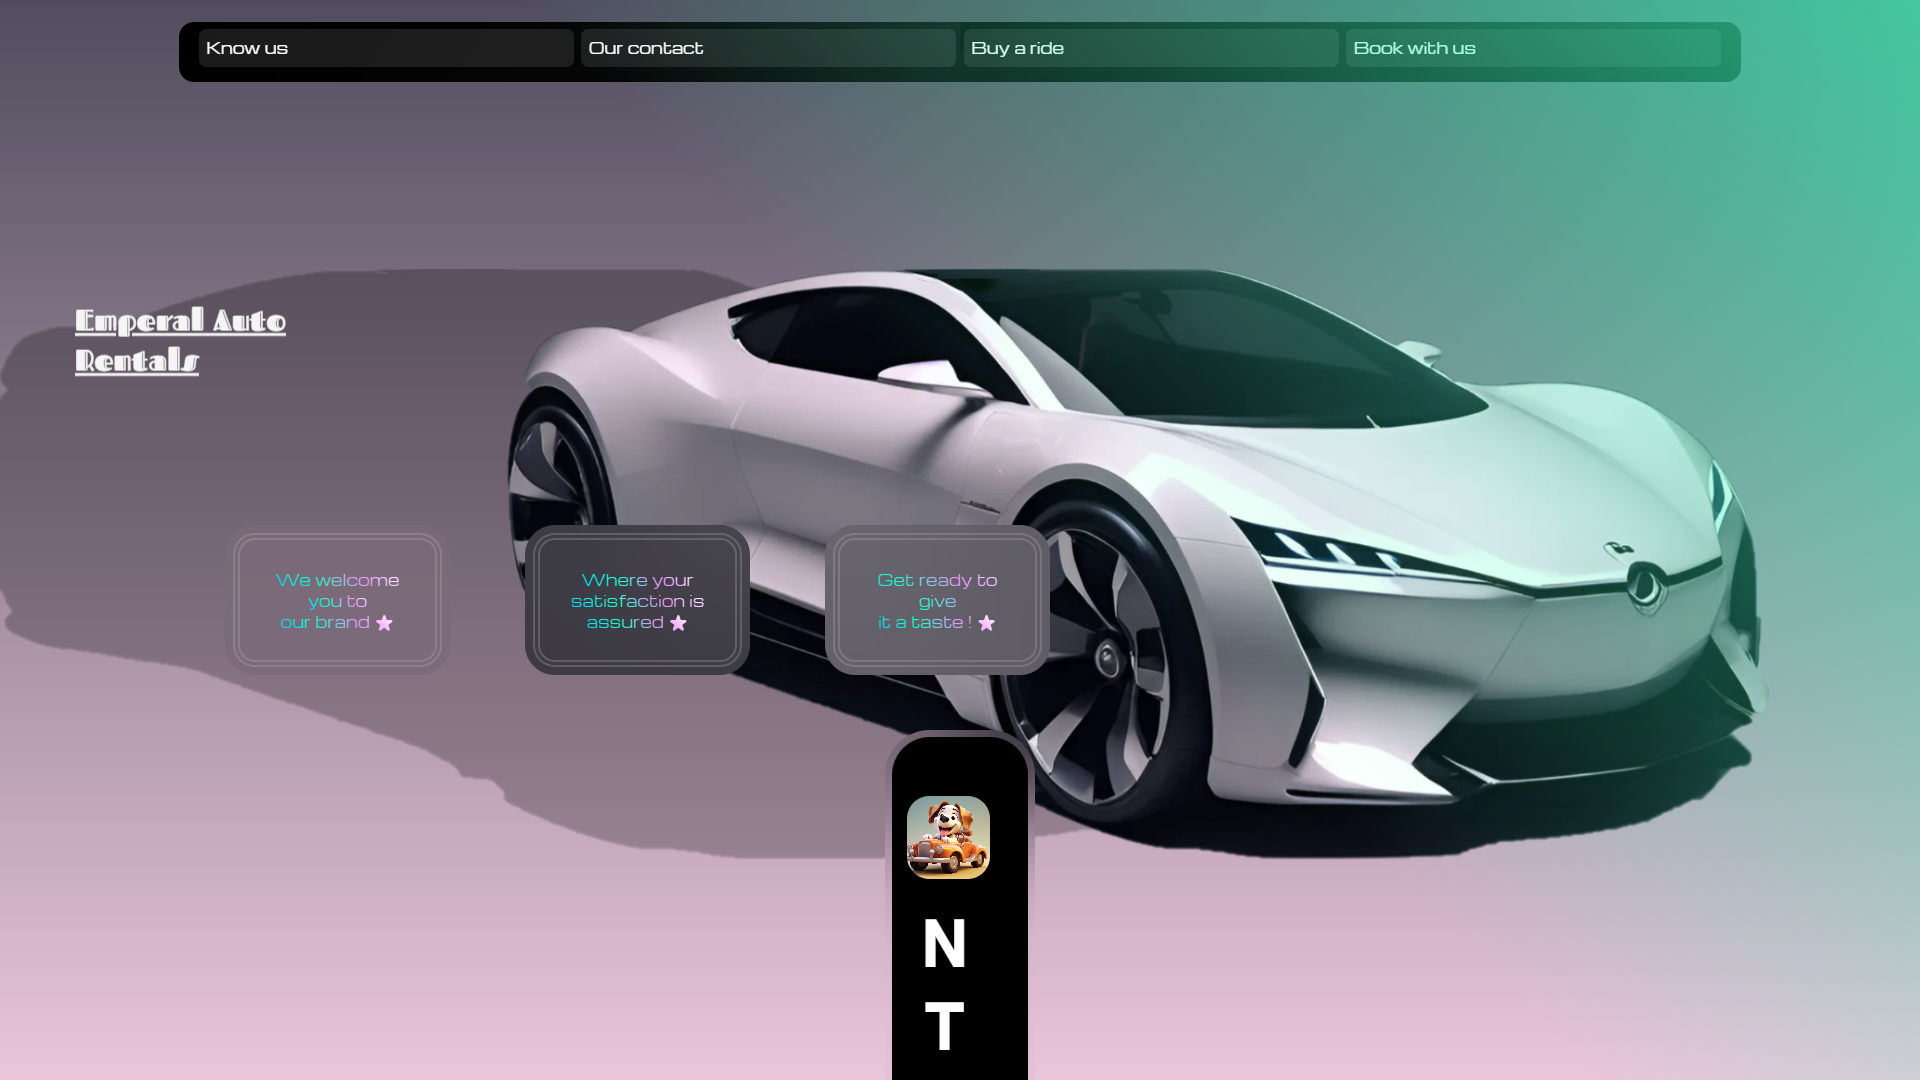 Know us
Our contact
Buy a ride
Book with us
Emperal Auto
Rentals
We welcome
you to
our brand
Where your
satisfaction is
assured
Get ready to
give
it a taste !
N
T